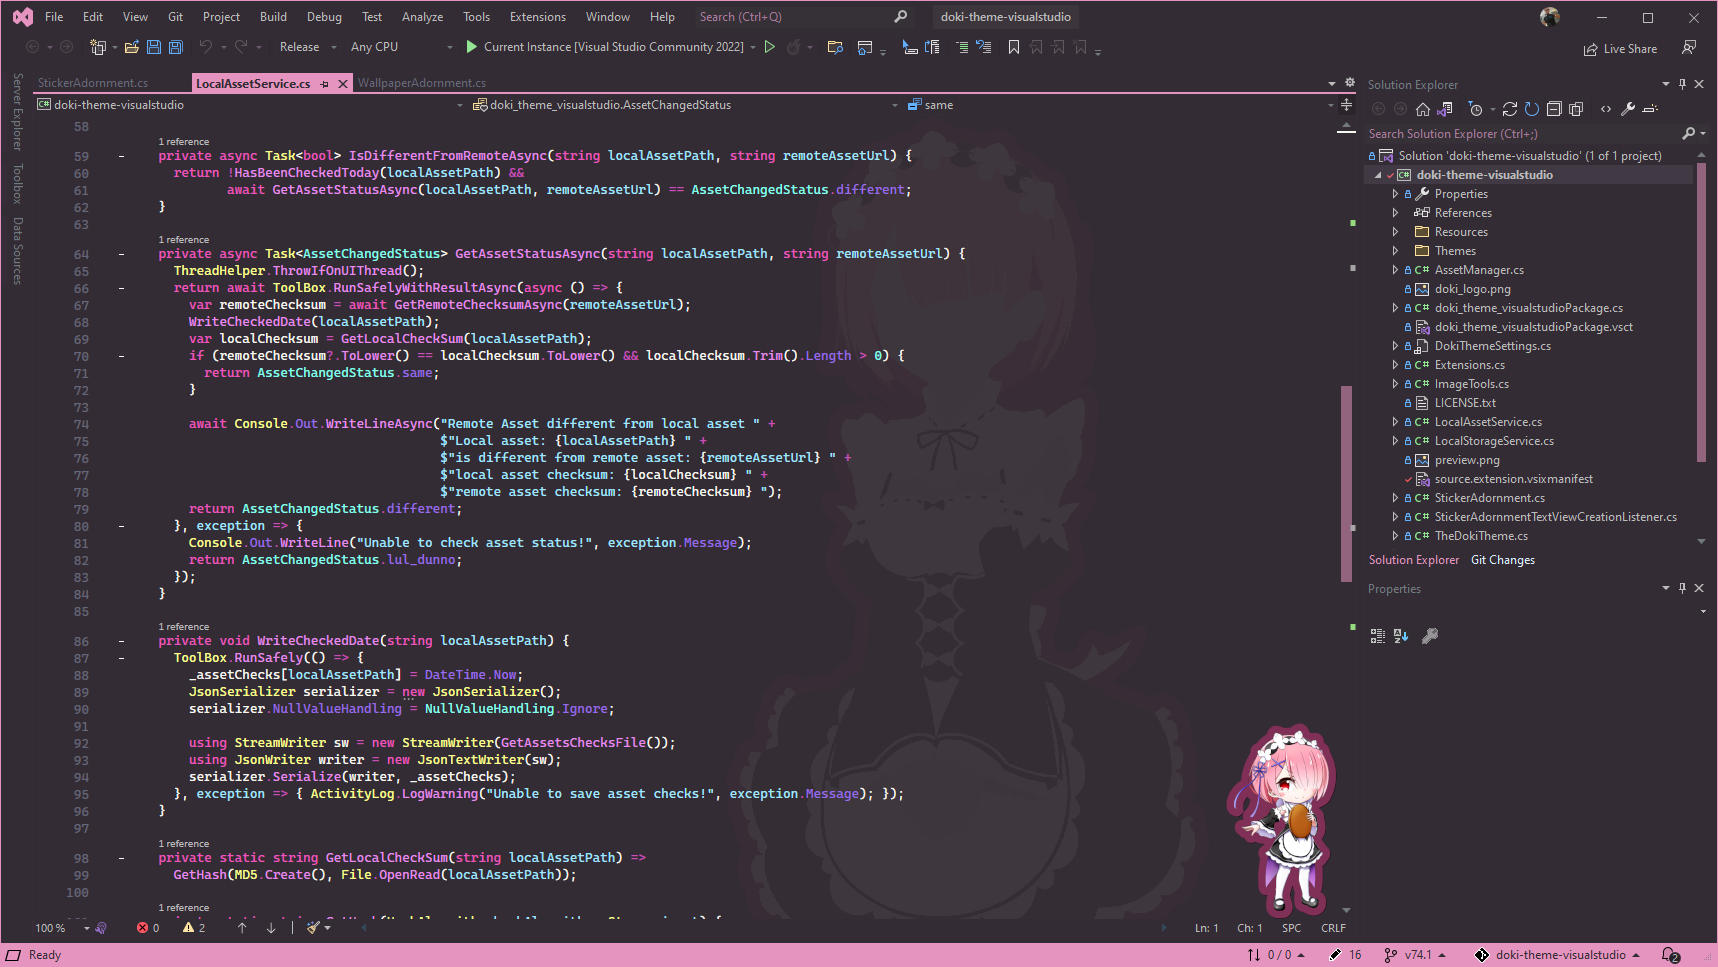 File Edit View Git Project Build Debug Test Analyze Tools Extensions Window Help Search (Ctrl+Q) doki-theme-visualstudio
Release Any CPU Current Instance [Visual Studio Community 2022] Live Share
Server Explorer
Toolbox
Data Sources
StickerAdornment.cs LocalAssetService.cs WallpaperAdornment.cs
C# doki-theme-visualstudio doki_theme_visualstudio.AssetChangedStatus same
58
1 reference
59 private async Task<bool> IsDifferentFromRemoteAsync(string localAssetPath, string remoteAssetUrl) {
60 return !HasBeenCheckedToday(localAssetPath) &&
61 await GetAssetStatusAsync(localAssetPath, remoteAssetUrl) == AssetChangedStatus.different;
62 }
63
1 reference
64 private async Task<AssetChangedStatus> GetAssetStatusAsync(string localAssetPath, string remoteAssetUrl) {
65 ThreadHelper.ThrowIfOnUIThread();
66 return await ToolBox.RunSafelyWithResultAsync(async () => {
67 var remoteChecksum = await GetRemoteChecksumAsync(remoteAssetUrl);
68 WriteCheckedDate(localAssetPath);
69 var localChecksum = GetLocalCheckSum(localAssetPath);
70 if (remoteChecksum?.ToLower() == localChecksum.ToLower() && localChecksum.Trim().Length > 0) {
71 return AssetChangedStatus.same;
72 }
73
74 await Console.Out.WriteLineAsync("Remote Asset different from local asset " +
75 $"Local asset: {localAssetPath} " +
76 $"is different from remote asset: {remoteAssetUrl} " +
77 $"local asset checksum: {localChecksum} " +
78 $"remote asset checksum: {remoteChecksum} ");
79 return AssetChangedStatus.different;
80 }, exception => {
81 Console.Out.WriteLine("Unable to check asset status!", exception.Message);
82 return AssetChangedStatus.lul_dunno;
83 });
84 }
85
1 reference
86 private void WriteCheckedDate(string localAssetPath) {
87 ToolBox.RunSafely(() => {
88 _assetChecks[localAssetPath] = DateTime.Now;
89 JsonSerializer serializer = new JsonSerializer();
90 serializer.NullValueHandling = NullValueHandling.Ignore;
91
92 using StreamWriter sw = new StreamWriter(GetAssetsChecksFile());
93 using JsonWriter writer = new JsonTextWriter(sw);
94 serializer.Serialize(writer, _assetChecks);
95 }, exception => { ActivityLog.LogWarning("Unable to save asset checks!", exception.Message); });
96 }
97
1 reference
98 private static string GetLocalCheckSum(string localAssetPath) =>
99 GetHash(MD5.Create(), File.OpenRead(localAssetPath));
100
1 reference
100 % 0 2 Ln: 1 Ch: 1 SPC CRLF
Solution Explorer
Search Solution Explorer (Ctrl+;)
Solution 'doki-theme-visualstudio' (1 of 1 project)
C# doki-theme-visualstudio
Properties
References
Resources
Themes
C# AssetManager.cs
doki_logo.png
C# doki_theme_visualstudioPackage.cs
doki_theme_visualstudioPackage.vsct
DokiThemeSettings.cs
C# Extensions.cs
C# ImageTools.cs
LICENSE.txt
C# LocalAssetService.cs
C# LocalStorageService.cs
preview.png
source.extension.vsixmanifest
C# StickerAdornment.cs
C# StickerAdornmentTextViewCreationListener.cs
C# TheDokiTheme.cs
Solution Explorer Git Changes
Properties
Ready 0 / 0 16 v74.1 doki-theme-visualstudio 2